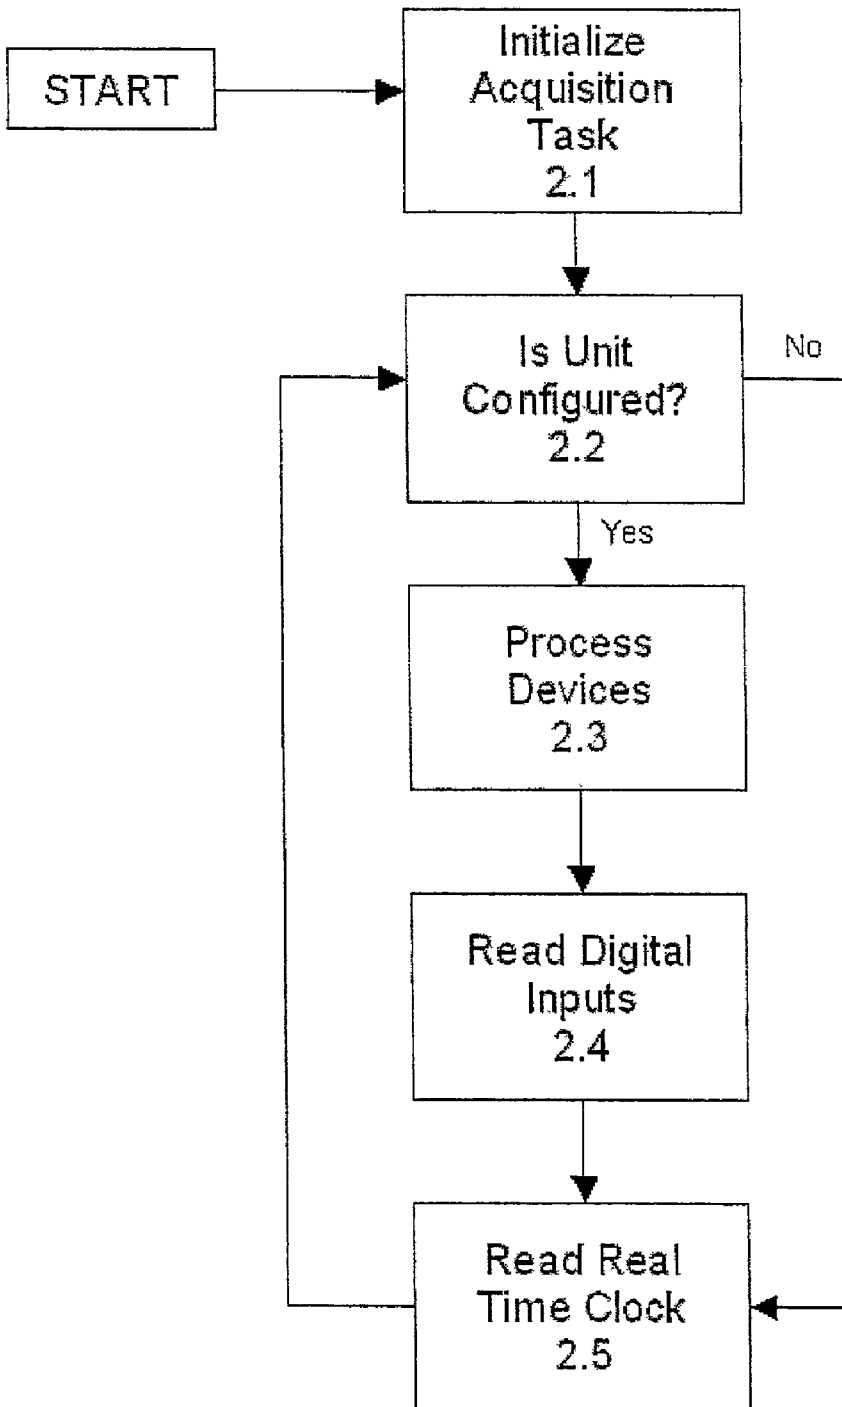 START
Initialize
Acquisition
Task
2.1
Is Unit
Configured?
2.2
No
Yes
Process
Devices
2.3
Read Digital
Inputs
2.4
Read Real
Time Clock
2.5